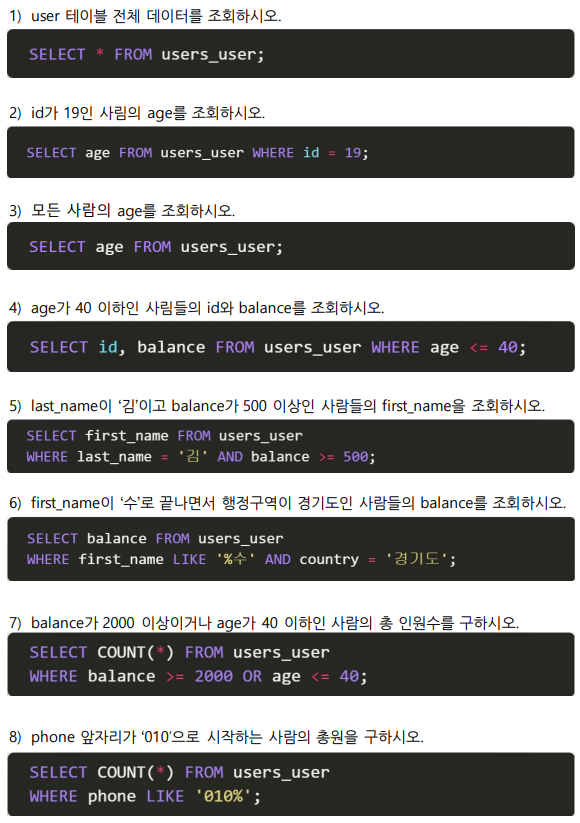 1) user 테이블 전체 데이터를 조회하시오.
SELECT * FROM users_user;
2) id가 19인 사림의 age를 조회하시오.
SELECT age FROM users_user WHERE id = 19;
3) 모든 사람의 age를 조회하시오.
SELECT age FROM users_user;
4) age가 40 이하인 사림들의 id와 balance를 조회하시오.
SELECT id, balance FROM users_user WHERE age <= 40;
5) last_name이 ‘김’이고 balance가 500 이상인 사람들의 first_name을 조회하시오.
SELECT first_name FROM users_user
WHERE last_name = '김' AND balance >= 500;
6) first_name이 ‘수’로 끝나면서 행정구역이 경기도인 사람들의 balance를 조회하시오.
SELECT balance FROM users_user
WHERE first_name LIKE '%수' AND country = '경기도';
7) balance가 2000 이상이거나 age가 40 이하인 사람의 총 인원수를 구하시오.
SELECT COUNT(*) FROM users_user
WHERE balance >= 2000 OR age <= 40;
8) phone 앞자리가 ‘010’으로 시작하는 사람의 총원을 구하시오.
SELECT COUNT(*) FROM users_user
WHERE phone LIKE '010%';